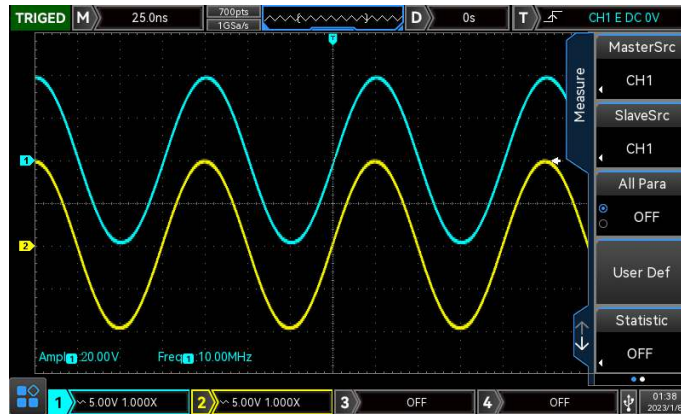 TRIGED M 25.0ns 700pts 1GSa/s D 0s T CH1 E DC 0V
T
MasterSrc
CH1
SlaveSrc
CH1
All Para
OFF
User Def
Statistic
OFF
Measure
1
2
Ampl 1 :20.00V Freq 1 :10.00MHz
1 5.00V 1.000X 2 5.00V 1.000X 3 OFF 4 OFF 01:38